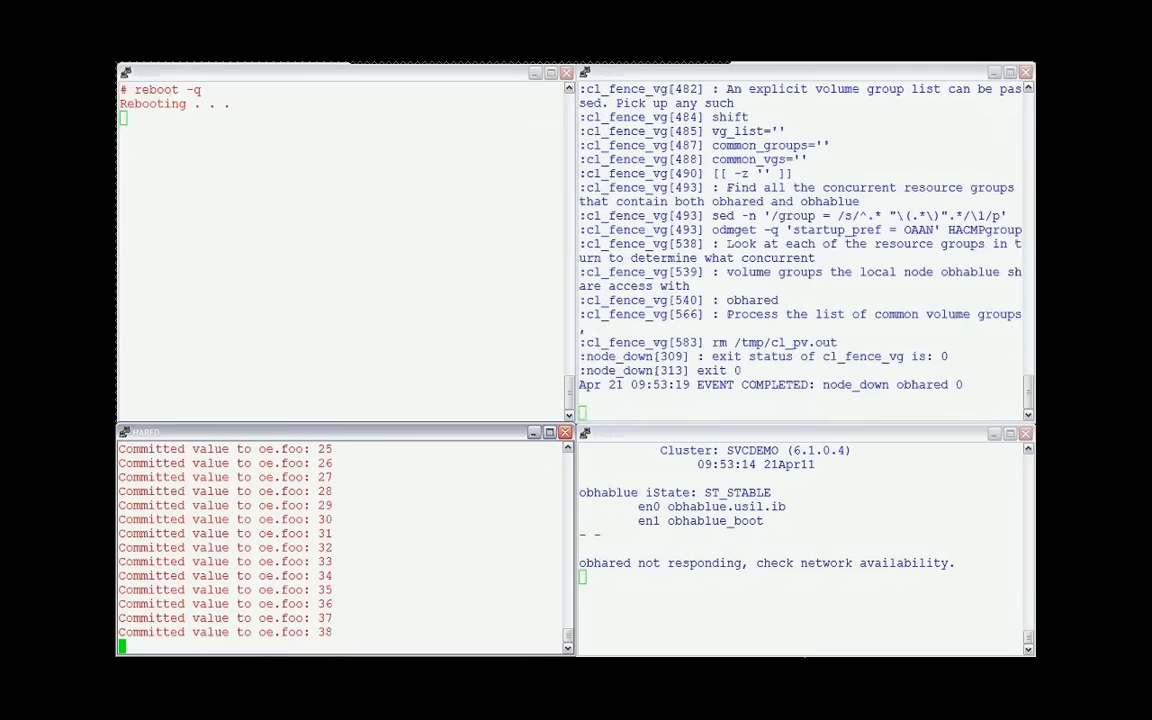 # reboot -q
Rebooting . . .
:cl_fence_vg[482] : An explicit volume group list can be pas
sed. Pick up any such
:cl_fence_vg[484] shift
:cl_fence_vg[485] vg_list=''
:cl_fence_vg[487] common_groups=''
:cl_fence_vg[488] common_vgs=''
:cl_fence_vg[490] [[ -z '' ]]
:cl_fence_vg[493] : Find all the concurrent resource groups
that contain both obhared and obhablue
:cl_fence_vg[493] sed -n '/group = /s/^.* "\(.*\)".*/\1/p'
:cl_fence_vg[493] odmget -q 'startup_pref = OAAN' HACMPgroup
:cl_fence_vg[538] : Look at each of the resource groups in t
urn to determine what concurrent
:cl_fence_vg[539] : volume groups the local node obhablue sh
are access with
:cl_fence_vg[540] : obhared
:cl_fence_vg[566] : Process the list of common volume groups
,
:cl_fence_vg[583] rm /tmp/cl_pv.out
:node_down[309] : exit status of cl_fence_vg is: 0
:node_down[313] exit 0
Apr 21 09:53:19 EVENT COMPLETED: node_down obhared 0
HARED
Committed value to oe.foo: 25
Committed value to oe.foo: 26
Committed value to oe.foo: 27
Committed value to oe.foo: 28
Committed value to oe.foo: 29
Committed value to oe.foo: 30
Committed value to oe.foo: 31
Committed value to oe.foo: 32
Committed value to oe.foo: 33
Committed value to oe.foo: 34
Committed value to oe.foo: 35
Committed value to oe.foo: 36
Committed value to oe.foo: 37
Committed value to oe.foo: 38
Cluster: SVCDEMO (6.1.0.4)
09:53:14 21Apr11
obhablue iState: ST_STABLE
en0 obhablue.usil.ib
en1 obhablue_boot
- -
obhared not responding, check network availability.